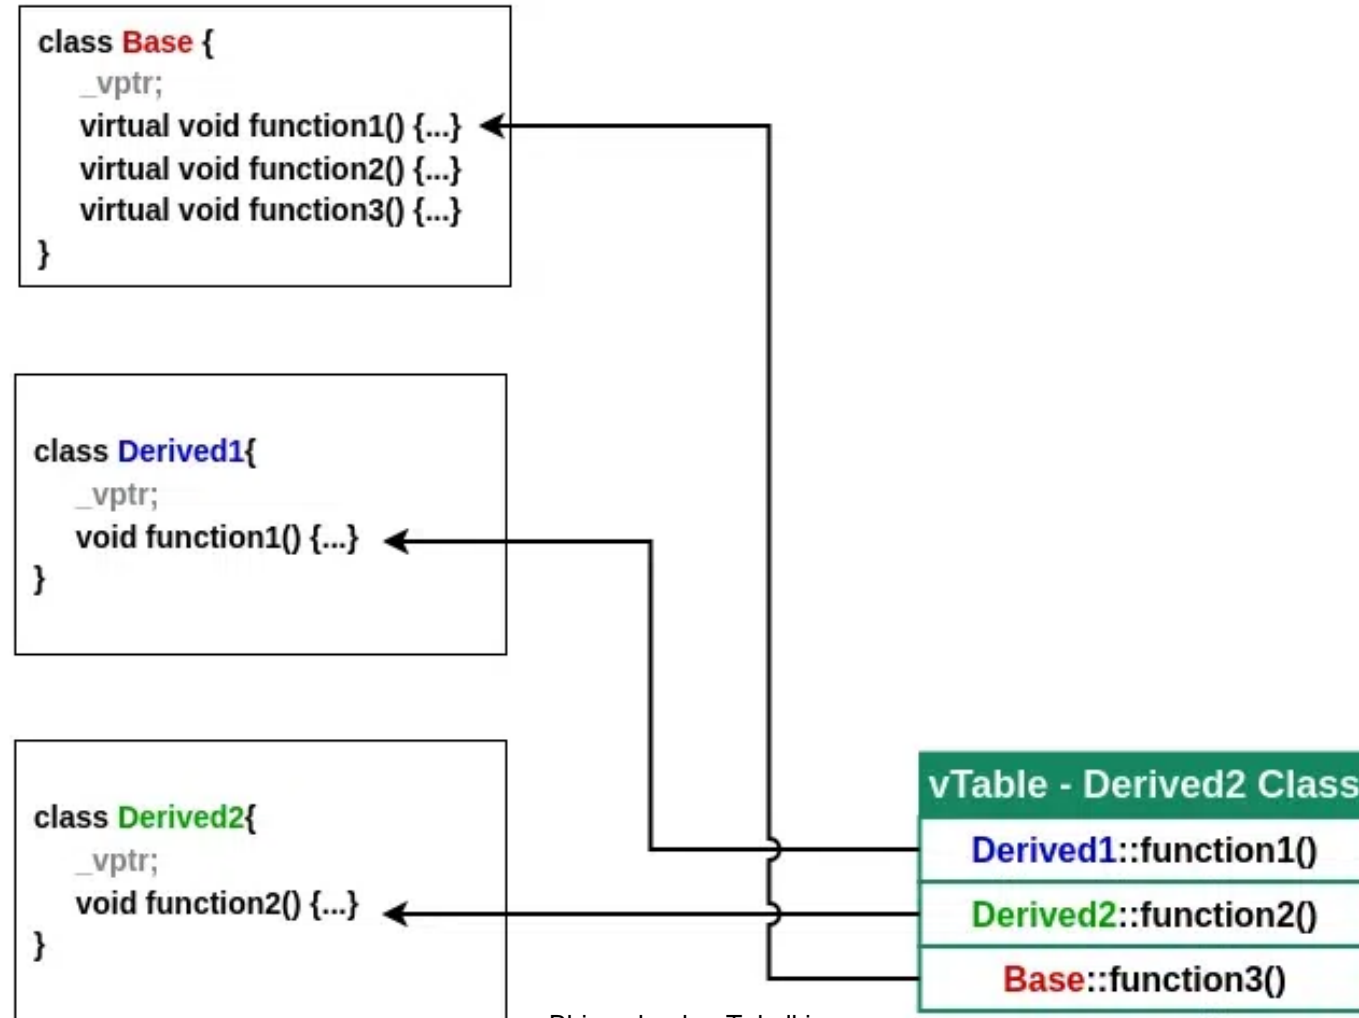 class Base {
_vptr;
virtual void function1() {...}
virtual void function2() {...}
virtual void function3() {...}
}
class Derived1{
_vptr;
void function1() {...}
}
class Derived2{
_vptr;
void function2() {...}
}
vTable - Derived2 Class
Derived1::function1()
Derived2::function2()
Base::function3()